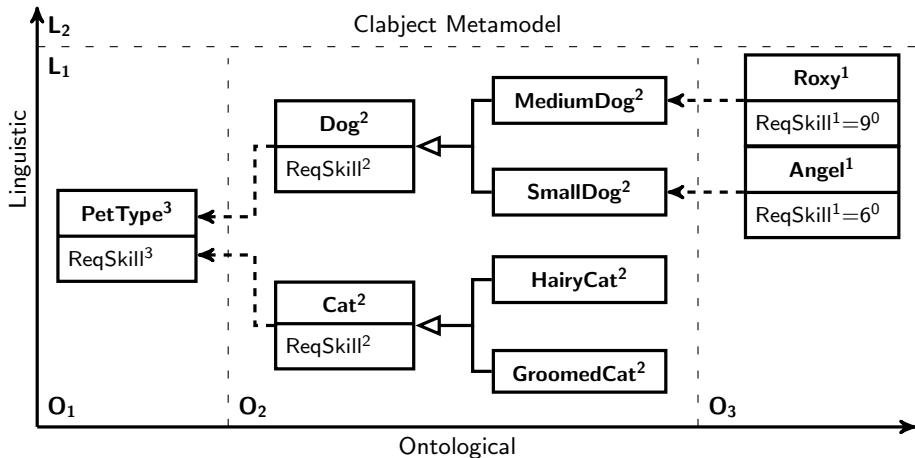 L₂
Clabject Metamodel
L₁
Linguistic
PetType³
ReqSkill³
Dog²
ReqSkill²
Cat²
ReqSkill²
MediumDog²
SmallDog²
HairyCat²
GroomedCat²
Roxy¹
ReqSkill¹=9⁰
Angel¹
ReqSkill¹=6⁰
O₁
O₂
O₃
Ontological